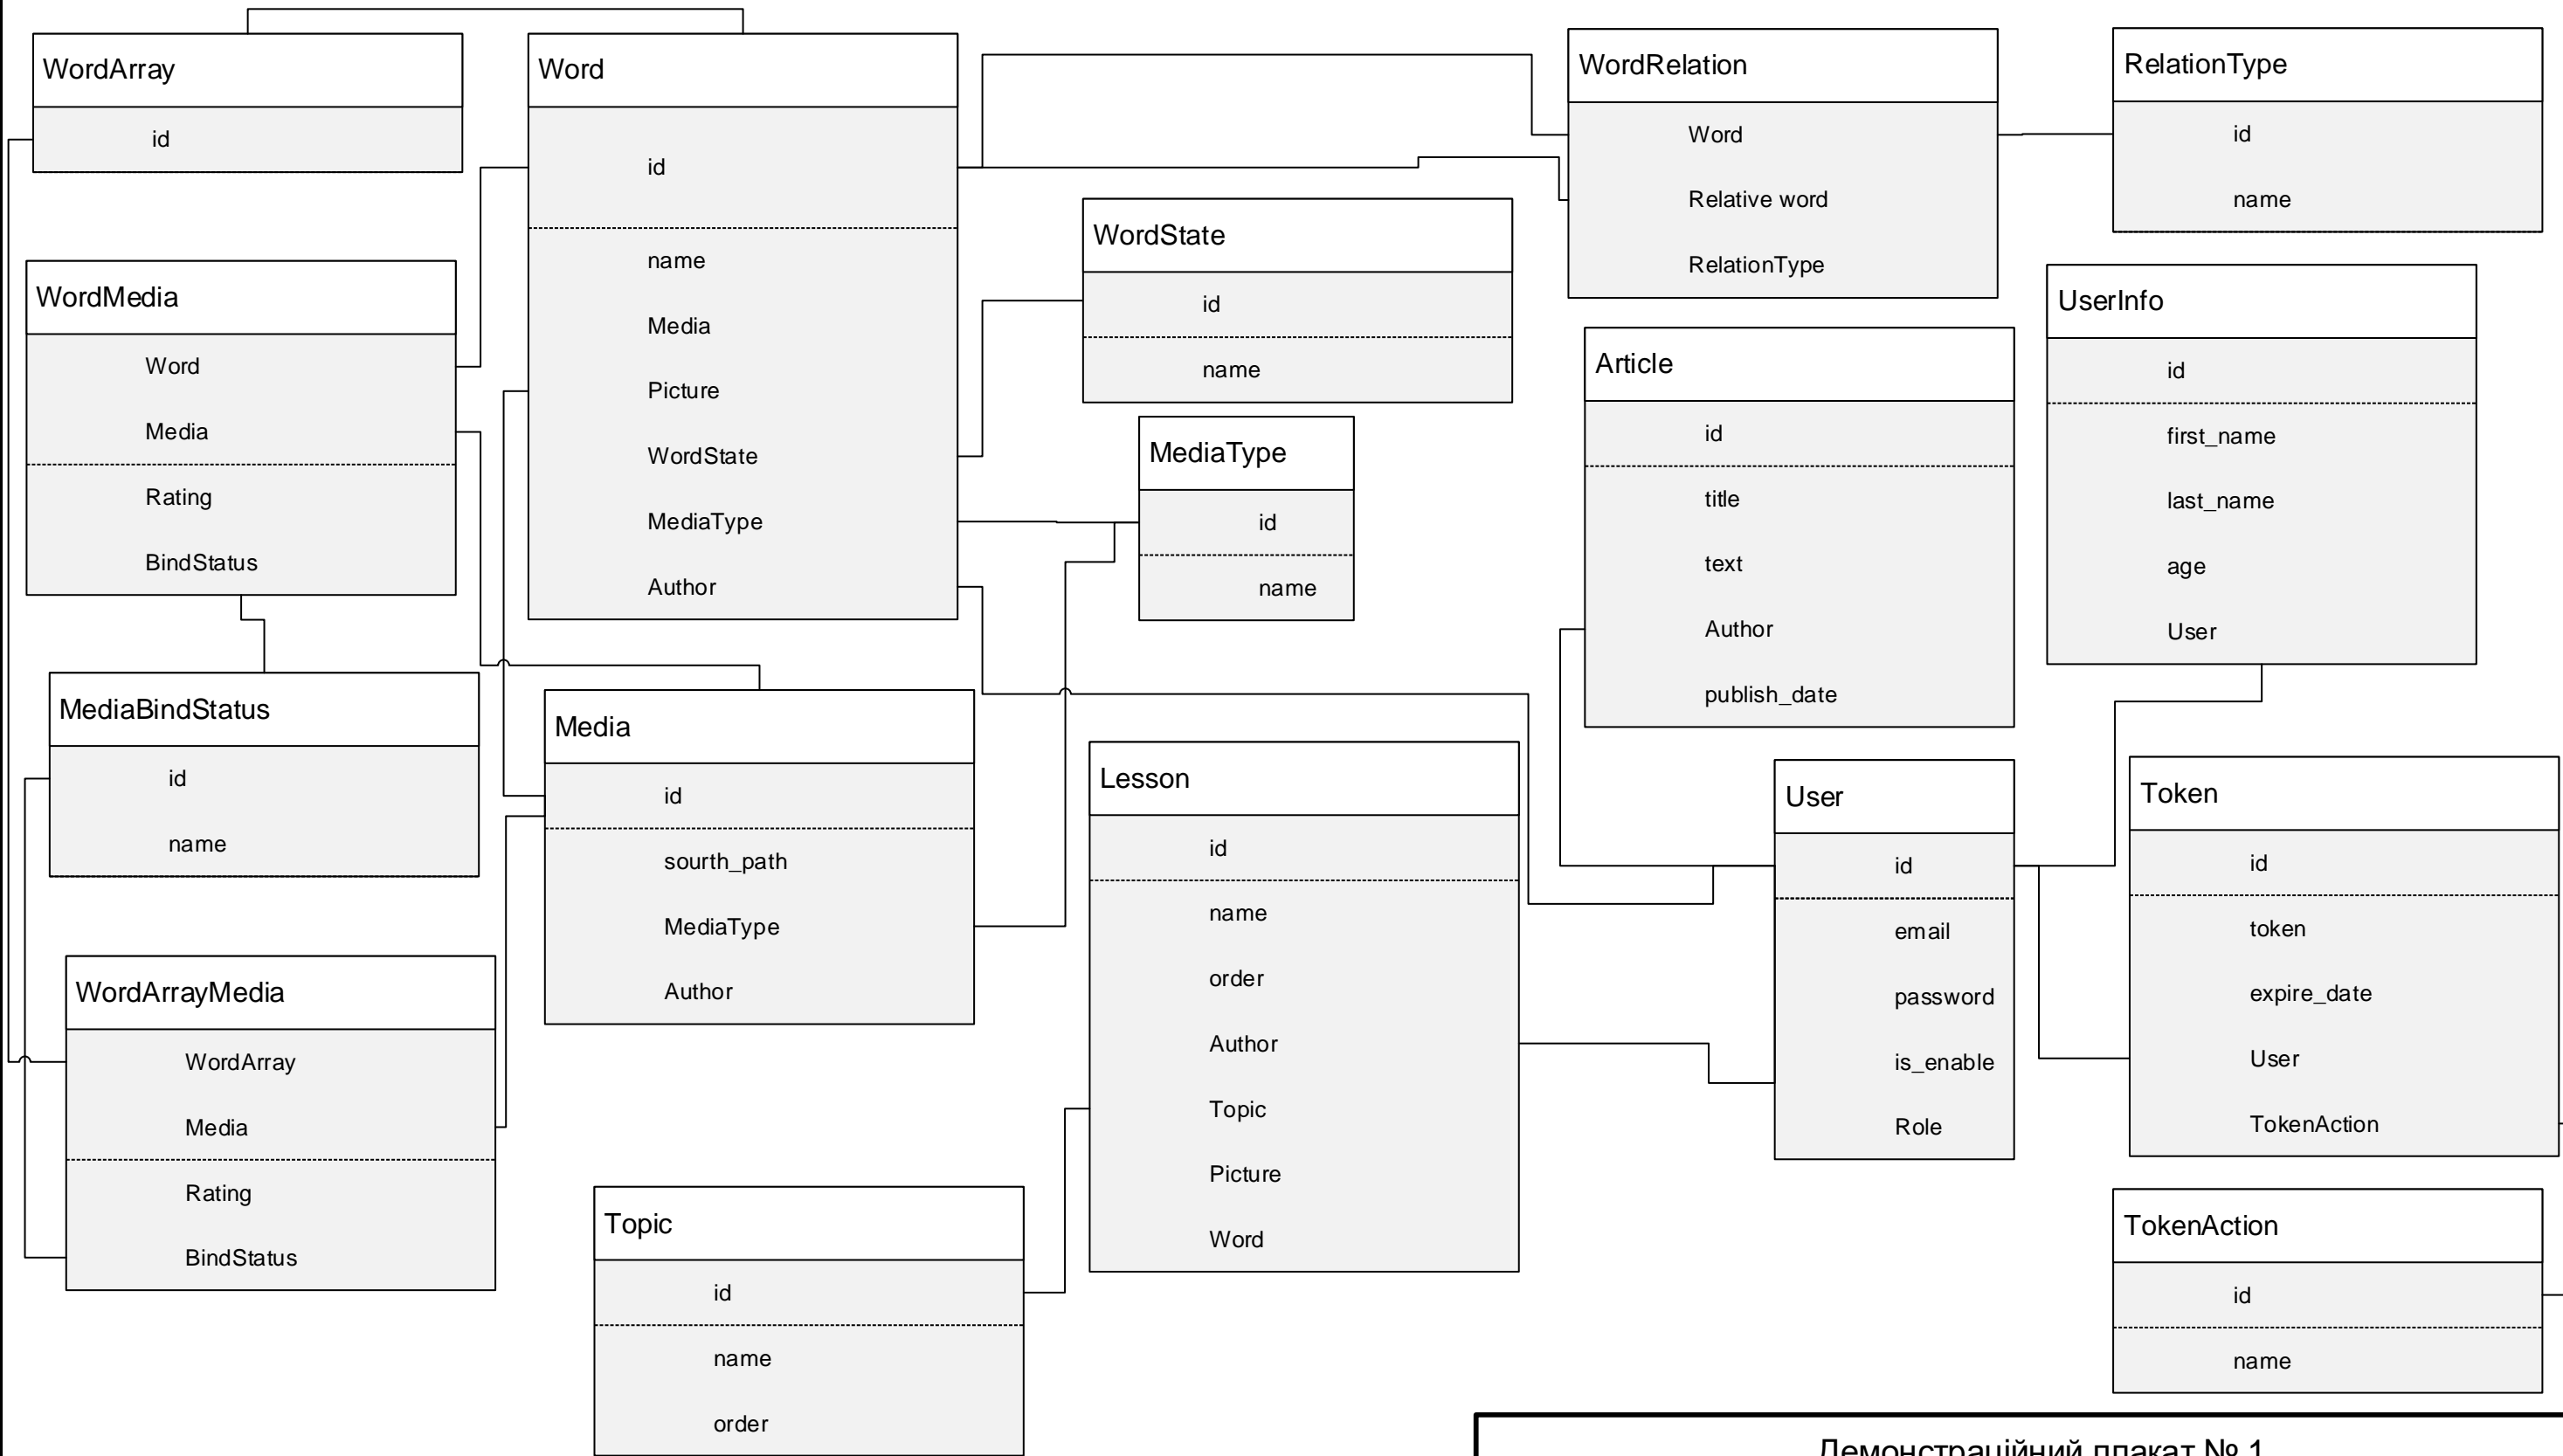 WordArray
id
Word
id
name
Media
Picture
WordState
MediaType
Author
WordRelation
Word
Relative word
RelationType
RelationType
id
name
WordMedia
Word
Media
Rating
BindStatus
WordState
id
name
MediaType
id
name
Article
id
title
text
Author
publish_date
UserInfo
id
first_name
last_name
age
User
MediaBindStatus
id
name
Media
id
sourth_path
MediaType
Author
Lesson
id
name
order
Author
Topic
Picture
Word
User
id
email
password
is_enable
Role
Token
id
token
expire_date
User
TokenAction
WordArrayMedia
WordArray
Media
Rating
BindStatus
Topic
id
name
order
TokenAction
id
name
Демонстраційний плакат № 1